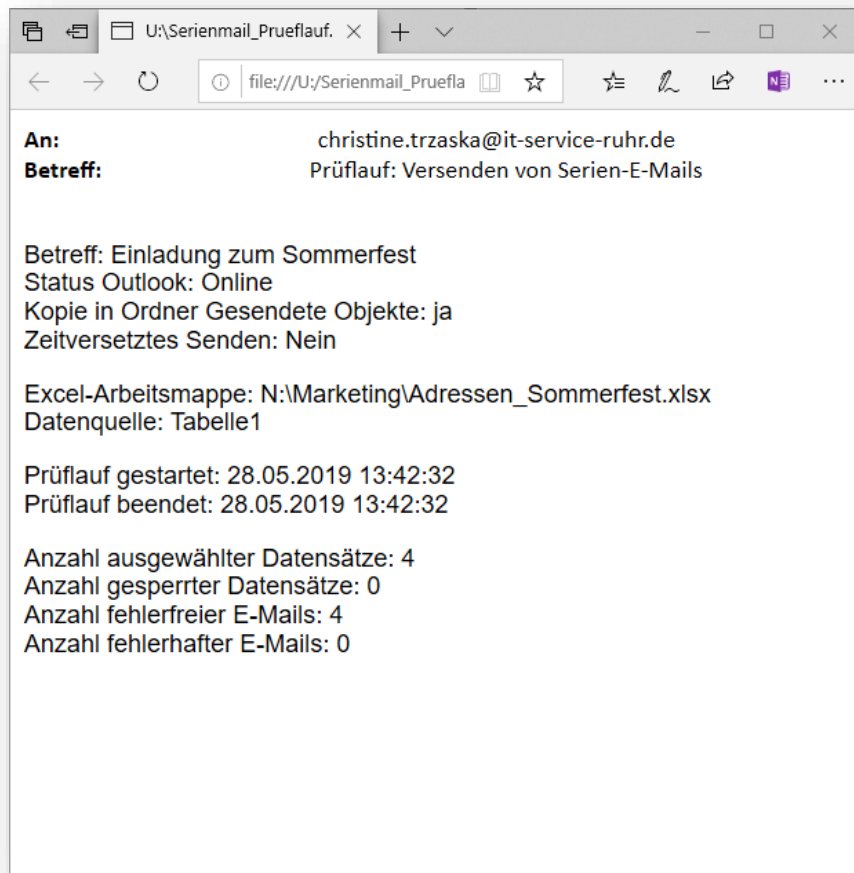 U:\Serienmail_Prueflauf.
file:///U:/Serienmail_Pruefla
An: christine.trzaska@it-service-ruhr.de
Betreff: Prüflauf: Versenden von Serien-E-Mails
Betreff: Einladung zum Sommerfest
Status Outlook: Online
Kopie in Ordner Gesendete Objekte: ja
Zeitversetztes Senden: Nein
Excel-Arbeitsmappe: N:\Marketing\Adressen_Sommerfest.xlsx
Datenquelle: Tabelle1
Prüflauf gestartet: 28.05.2019 13:42:32
Prüflauf beendet: 28.05.2019 13:42:32
Anzahl ausgewählter Datensätze: 4
Anzahl gesperrter Datensätze: 0
Anzahl fehlerfreier E-Mails: 4
Anzahl fehlerhafter E-Mails: 0